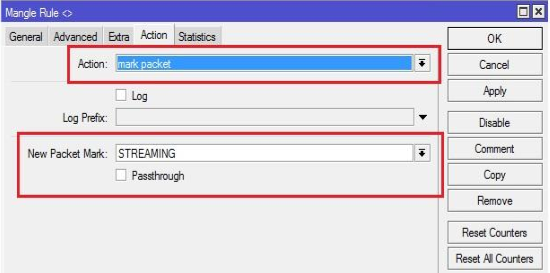 Mangle Rule <>
General Advanced Extra Action Statistics
Action: mark packet
Log
Log Prefix:
New Packet Mark: STREAMING
Passthrough
OK
Cancel
Apply
Disable
Comment
Copy
Remove
Reset Counters
Reset All Counters